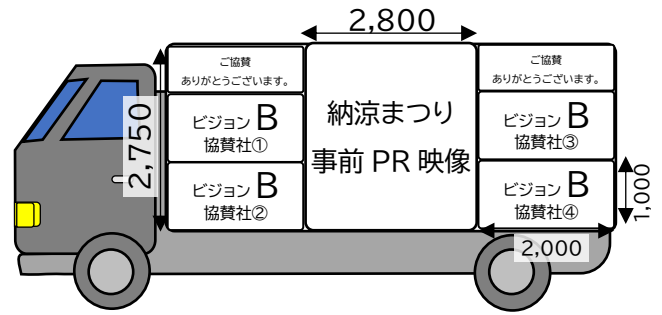 2,800
ご協賛
ありがとうございます。
ビジョン B
協賛社①
ビジョン B
協賛社②
2,750
納涼まつり
事前 PR 映像
ご協賛
ありがとうございます。
ビジョン B
協賛社③
ビジョン B
協賛社④
1,000
2,000